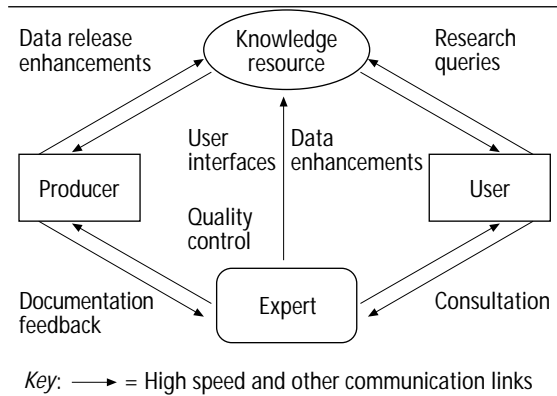 Data release
enhancements
Knowledge
resource
Research
queries
User
interfaces
Data
enhancements
Producer
User
Quality
control
Documentation
feedback
Expert
Consultation
Key: ⟶ = High speed and other communication links